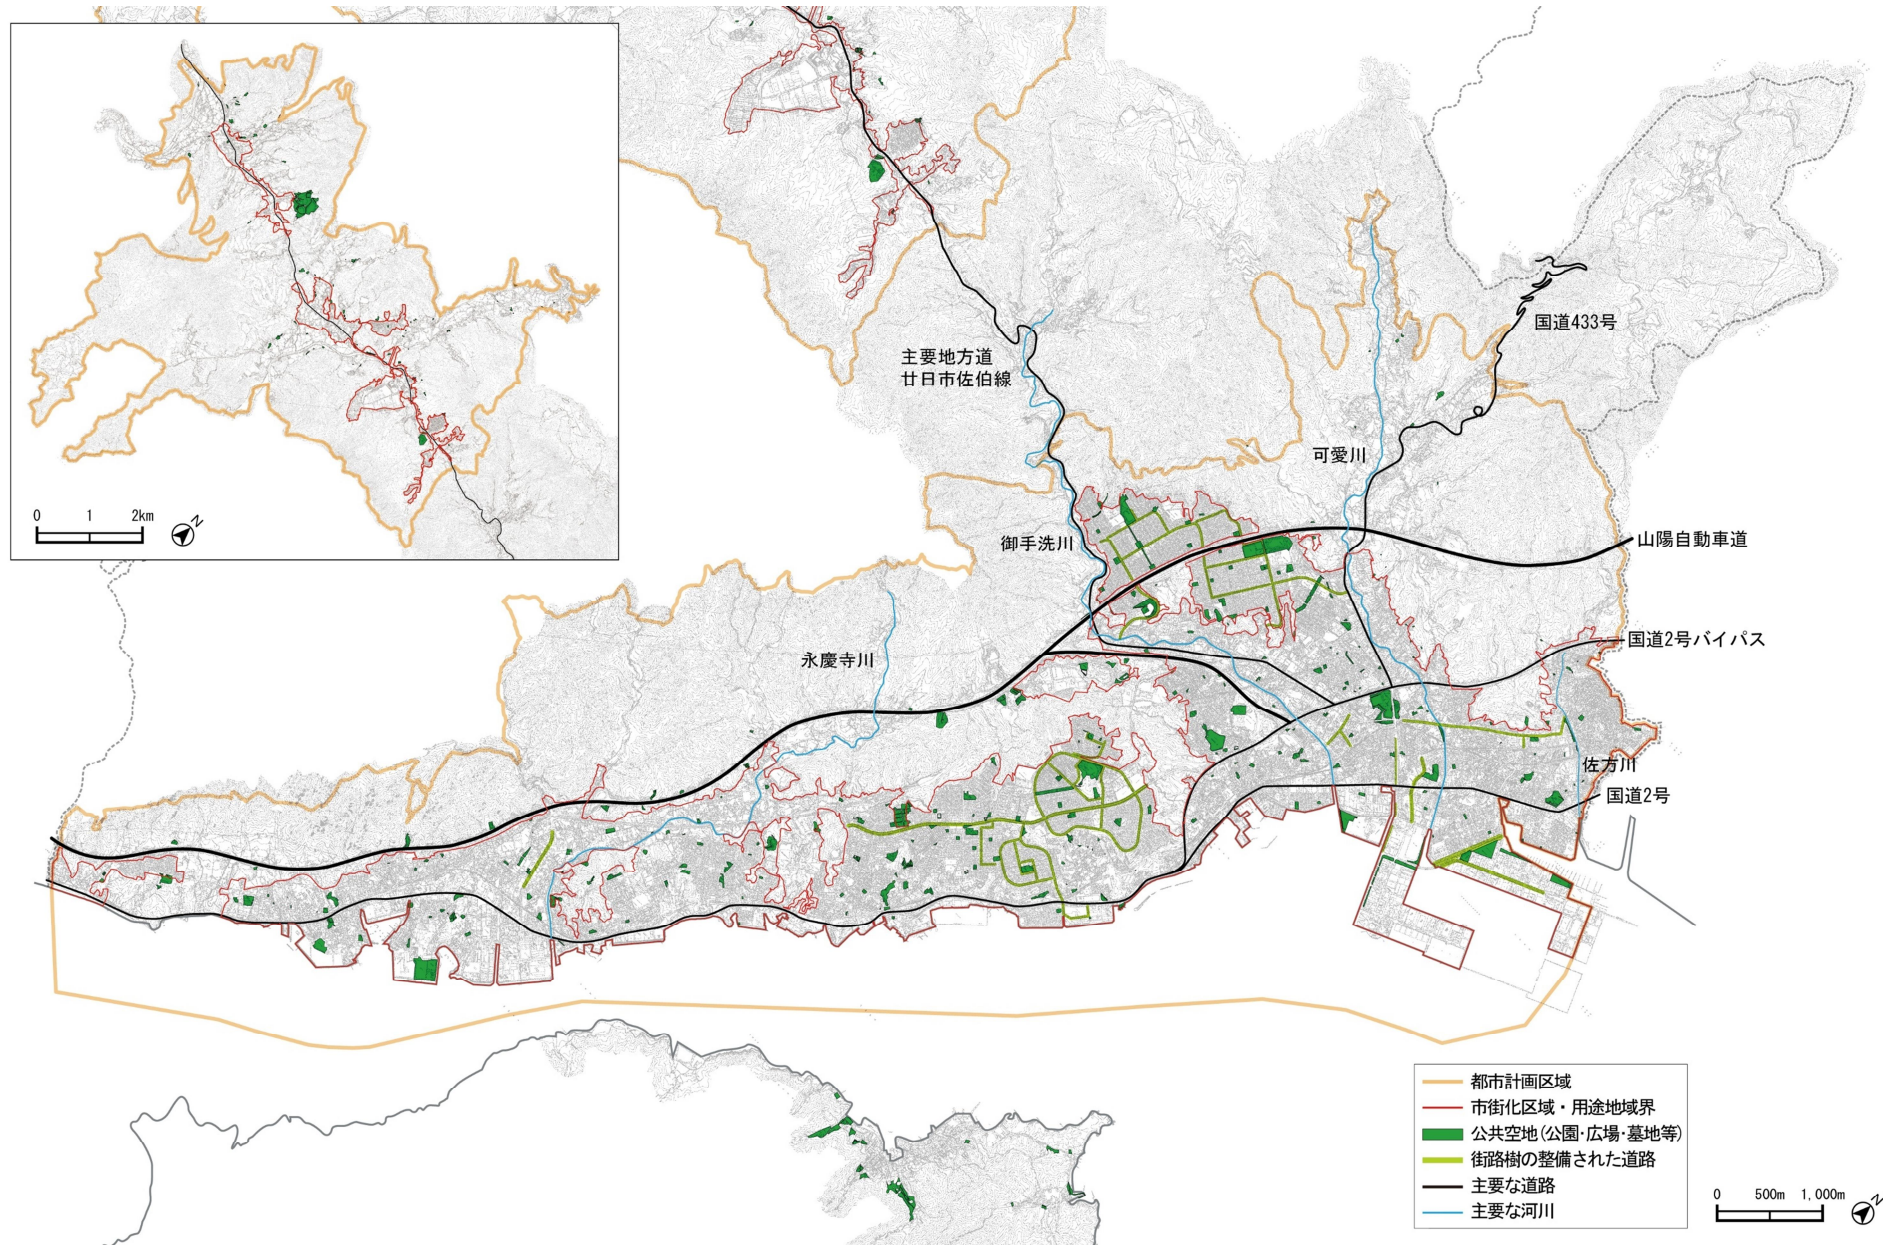 0 1 2km
N
国道433号
主要地方道
廿日市佐伯線
可愛川
御手洗川
山陽自動車道
国道2号バイパス
永慶寺川
佐方川
国道2号
都市計画区域
市街化区域・用途地域界
公共空地(公園・広場・墓地等)
街路樹の整備された道路
主要な道路
主要な河川
0 500m 1,000m
N